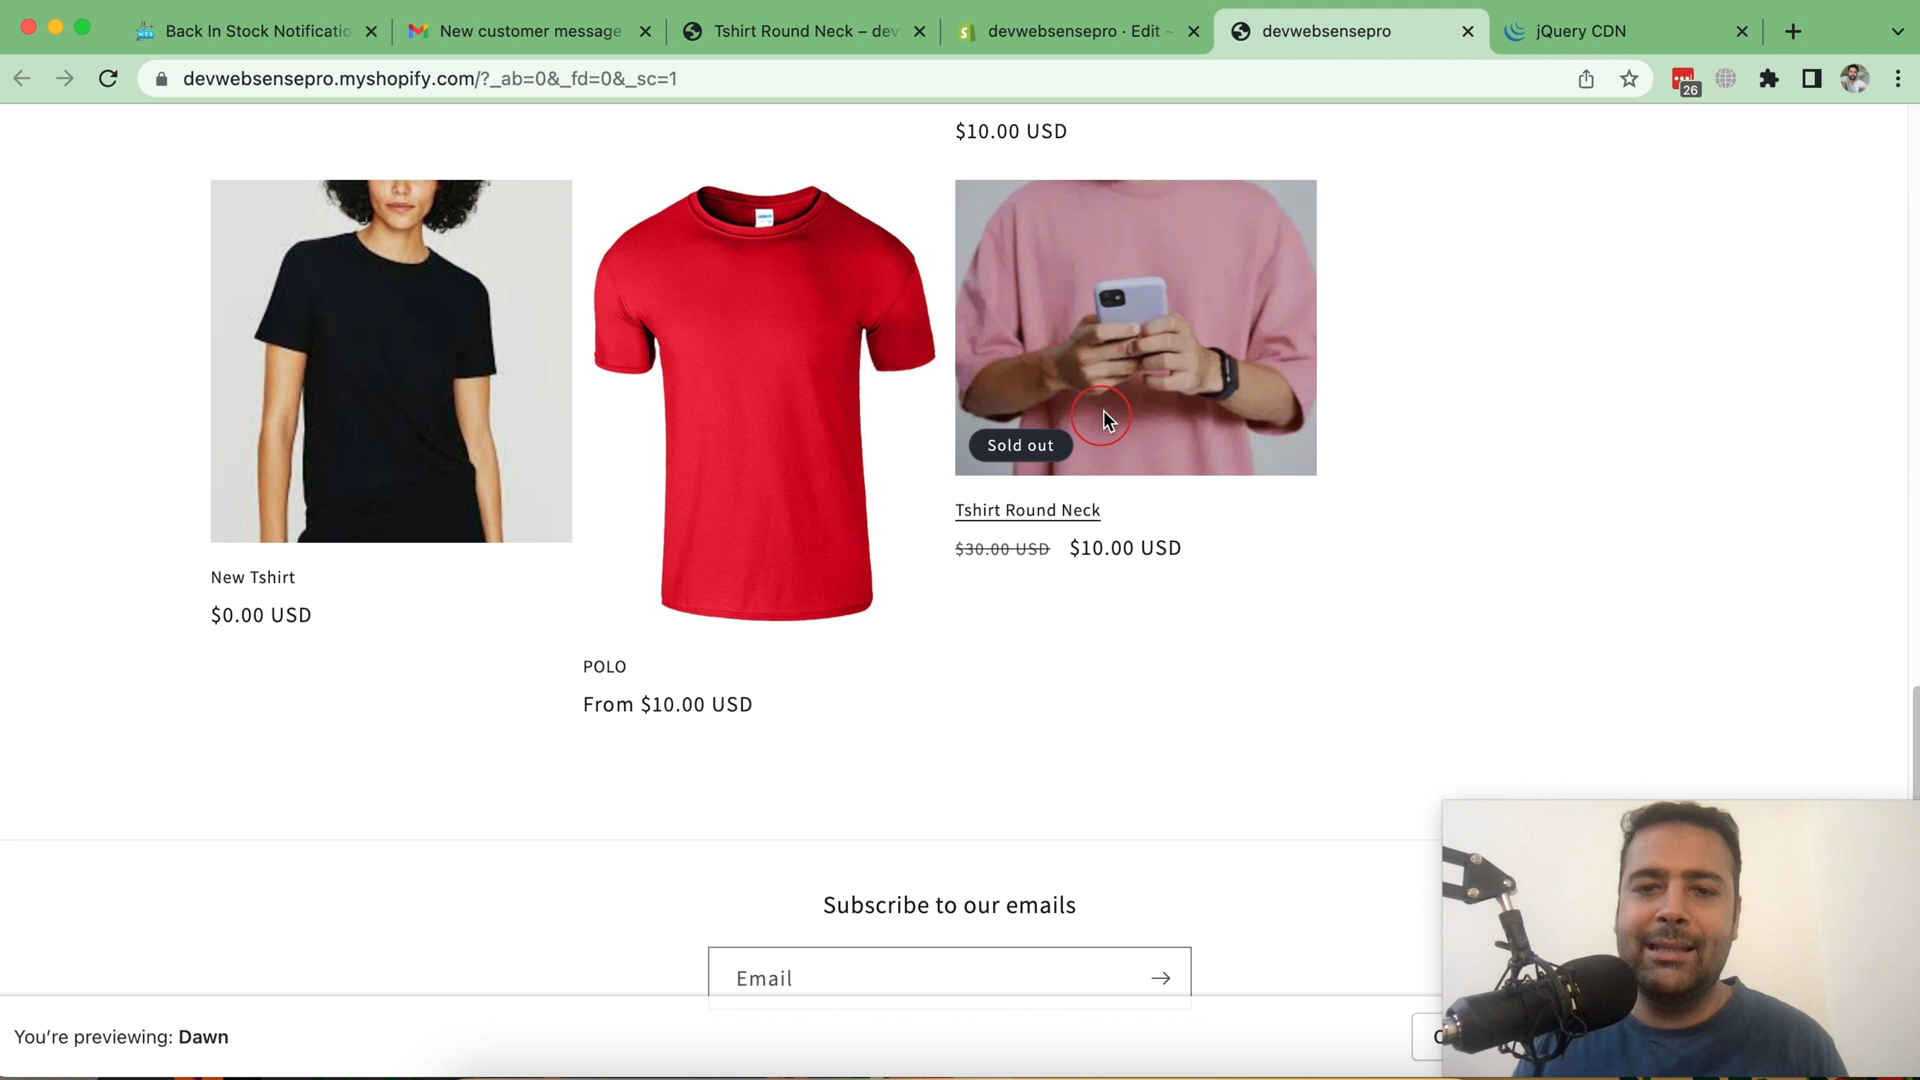 Back In Stock Notificatio
New customer message
Tshirt Round Neck – dev
devwebsensepro · Edit ~
devwebsensepro
jQuery CDN
devwebsensepro.myshopify.com/?_ab=0&_fd=0&_sc=1
26
$10.00 USD
Sold out
New Tshirt
$0.00 USD
POLO
From $10.00 USD
Tshirt Round Neck
$30.00 USD $10.00 USD
Subscribe to our emails
Email
You're previewing: Dawn